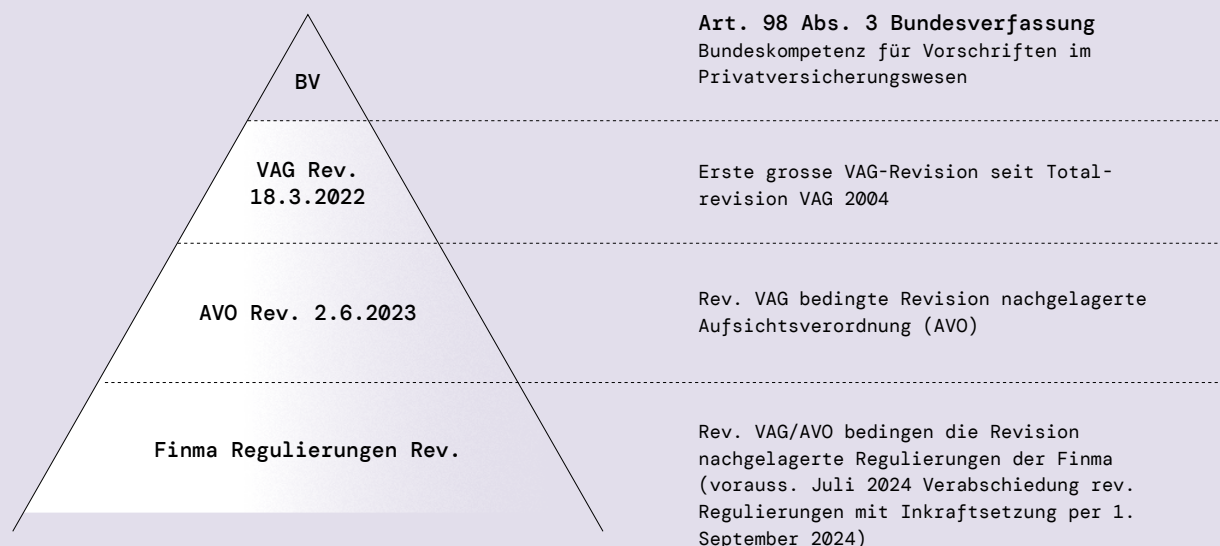 BV
Art. 98 Abs. 3 Bundesverfassung
Bundeskompetenz für Vorschriften im
Privatversicherungswesen
VAG Rev.
18.3.2022
Erste grosse VAG-Revision seit Total-
revision VAG 2004
AVO Rev. 2.6.2023
Rev. VAG bedingte Revision nachgelagerte
Aufsichtsverordnung (AVO)
Finma Regulierungen Rev.
Rev. VAG/AVO bedingen die Revision
nachgelagerte Regulierungen der Finma
(vorauss. Juli 2024 Verabschiedung rev.
Regulierungen mit Inkraftsetzung per 1.
September 2024)